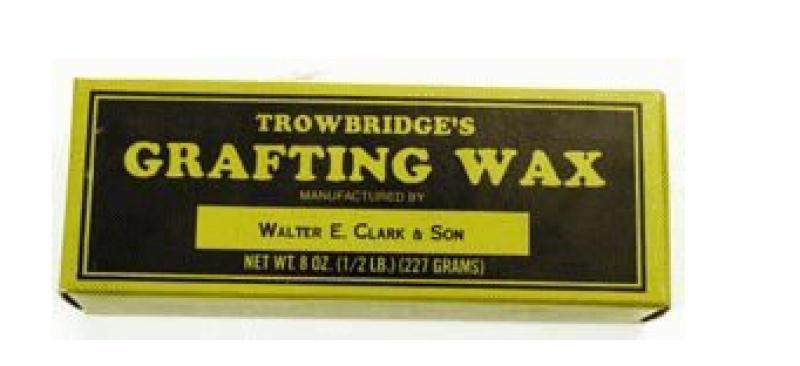 TROWBRIDGE'S
GRAFTING WAX
MANUFACTURED BY
WALTER E. CLARK & SON
NET WT. 8 OZ. (1/2 LB.) (227 GRAMS)